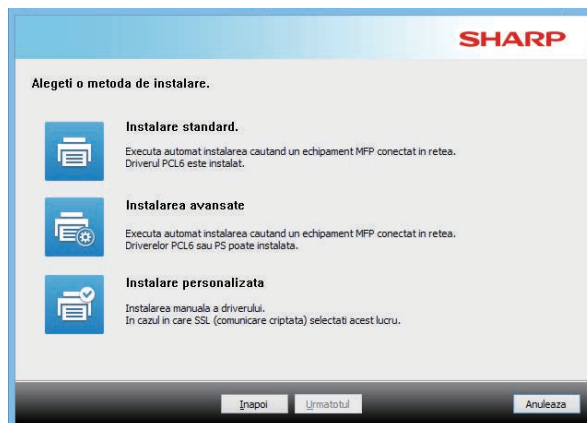 SHARP
Alegeti o metoda de instalare.
Instalare standard.
Executa automat instalarea cautand un echipament MFP conectat in retea.
Driverul PCL6 este instalat.
Instalarea avansate
Executa automat instalarea cautand un echipament MFP conectat in retea.
Driverelor PCL6 sau PS poate instalata.
Instalare personalizata
Instalarea manuala a driverului.
In cazul in care SSL (comunicare criptata) selectati acest lucru.
Inapoi Urmatotul Anuleaza